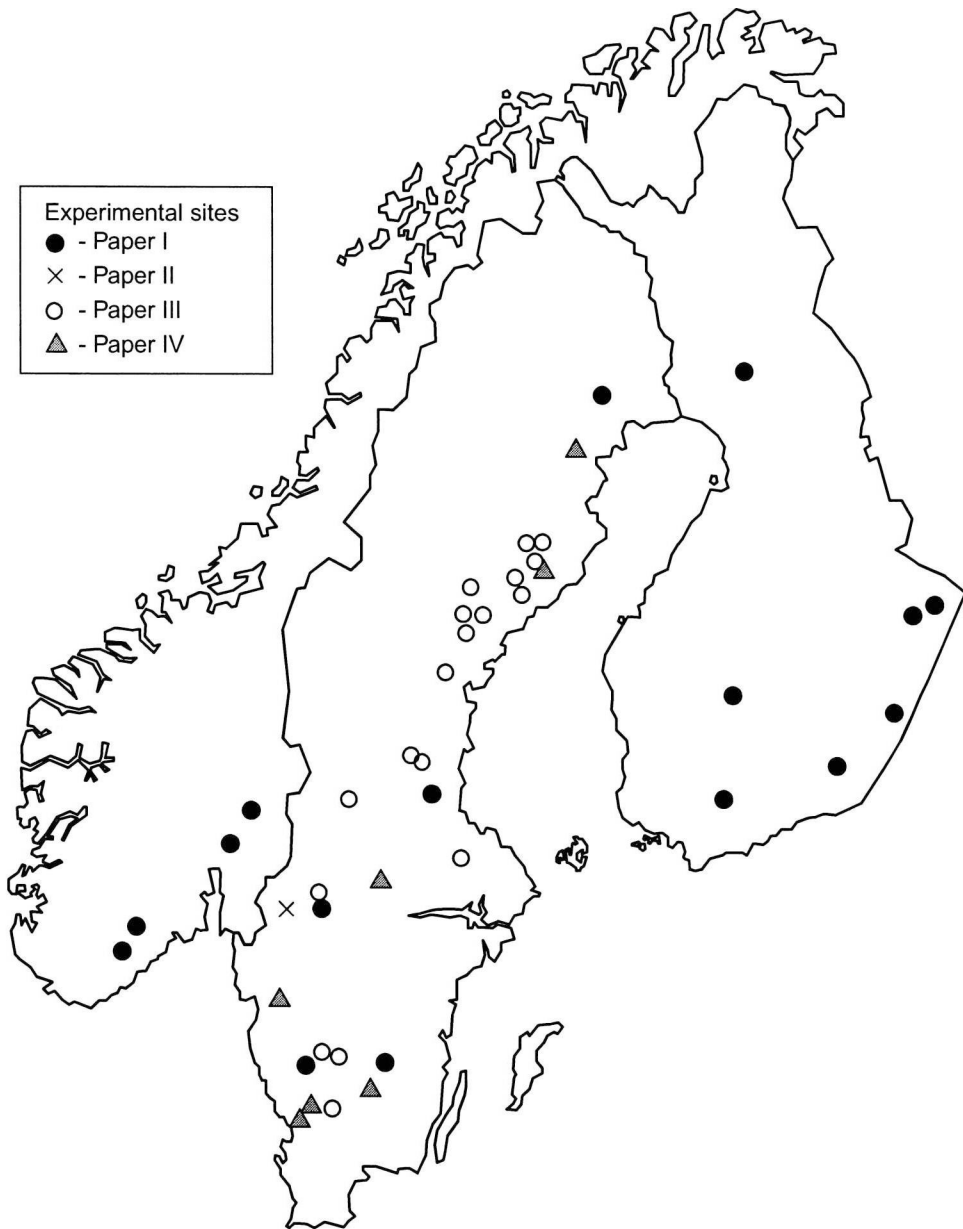 Experimental sites
- Paper I
- Paper II
- Paper III
- Paper IV